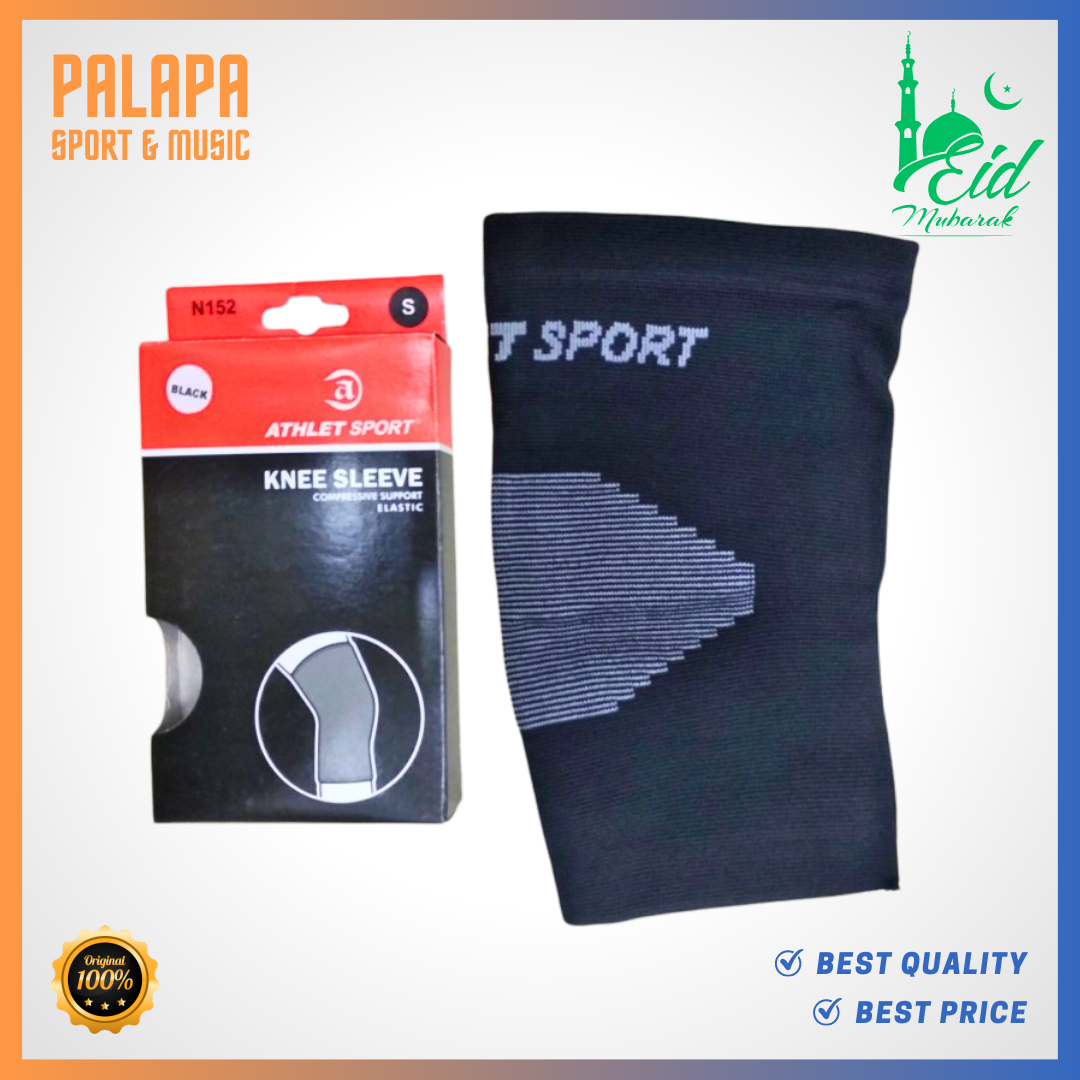 PALAPA
SPORT & MUSIC
Eid
Mubarak
N152
S
BLACK
a
ATHLET SPORT
KNEE SLEEVE
COMPRESSIVE SUPPORT
ELASTIC
T SPORT
Original
100%
BEST QUALITY
BEST PRICE